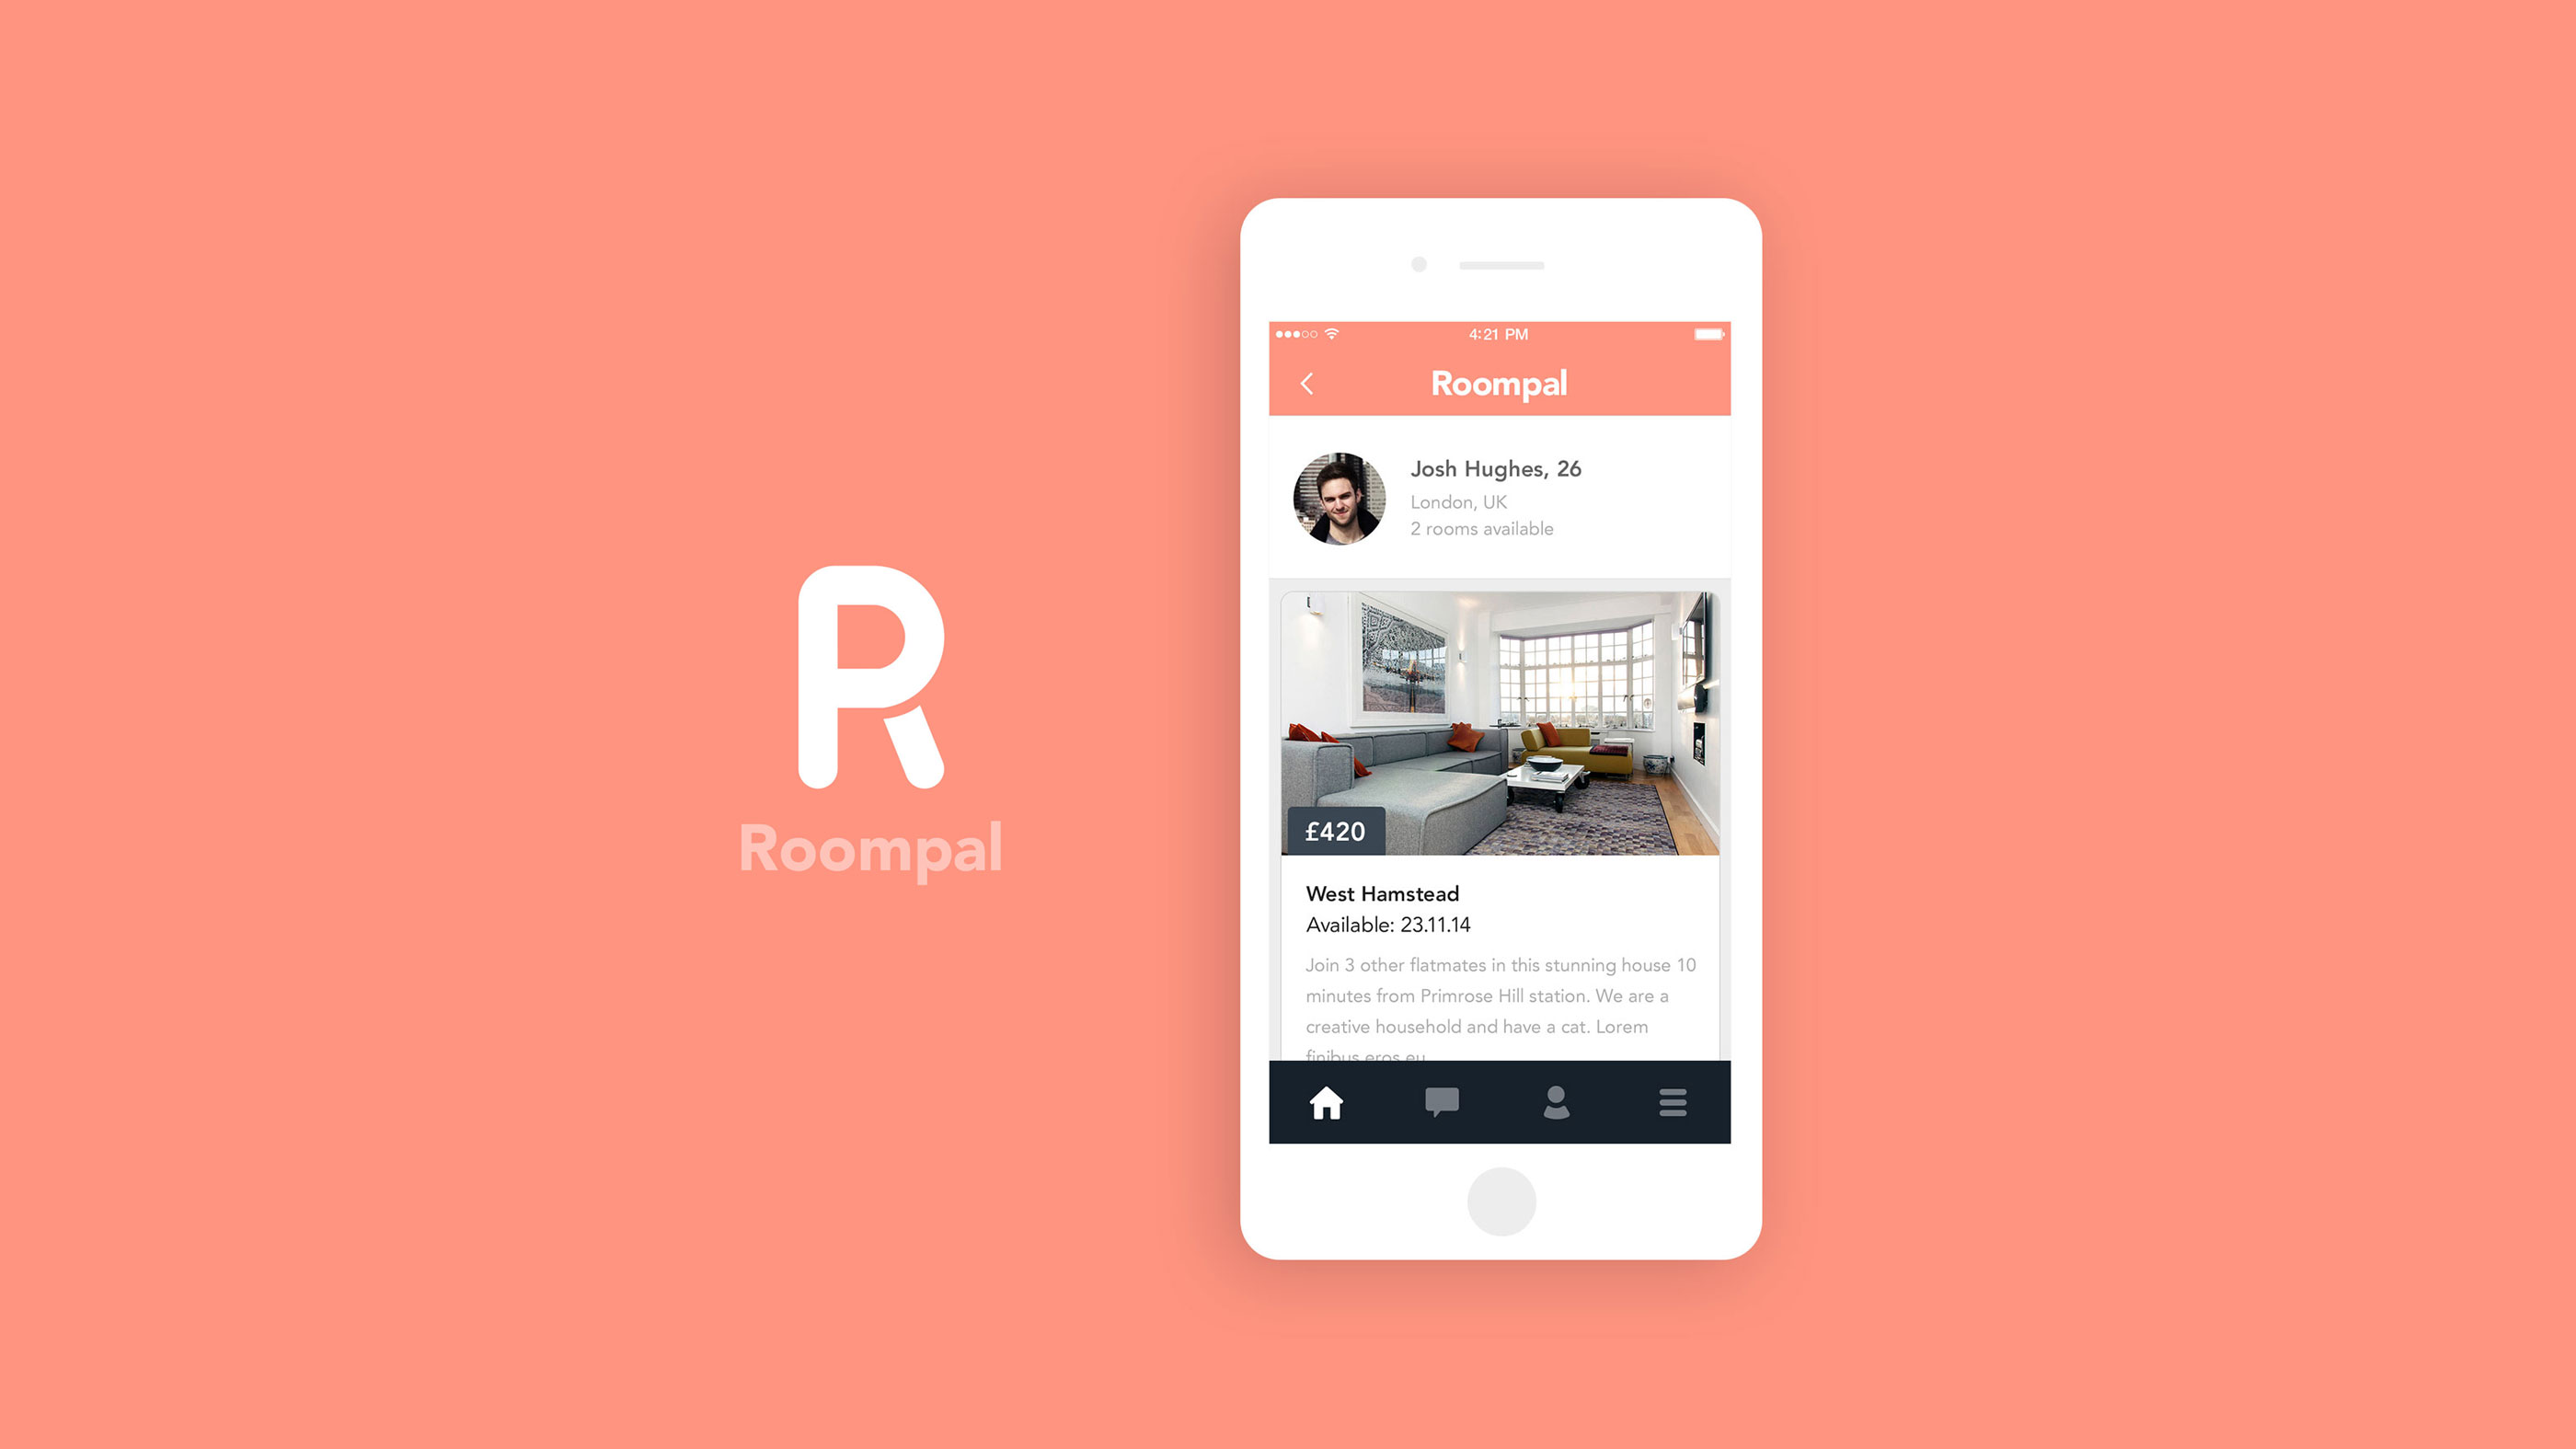 R
Roompal
4:21 PM
Roompal
Josh Hughes, 26
London, UK
2 rooms available
£420
West Hamstead
Available: 23.11.14
Join 3 other flatmates in this stunning house 10
minutes from Primrose Hill station. We are a
creative household and have a cat. Lorem
finibus eros eu